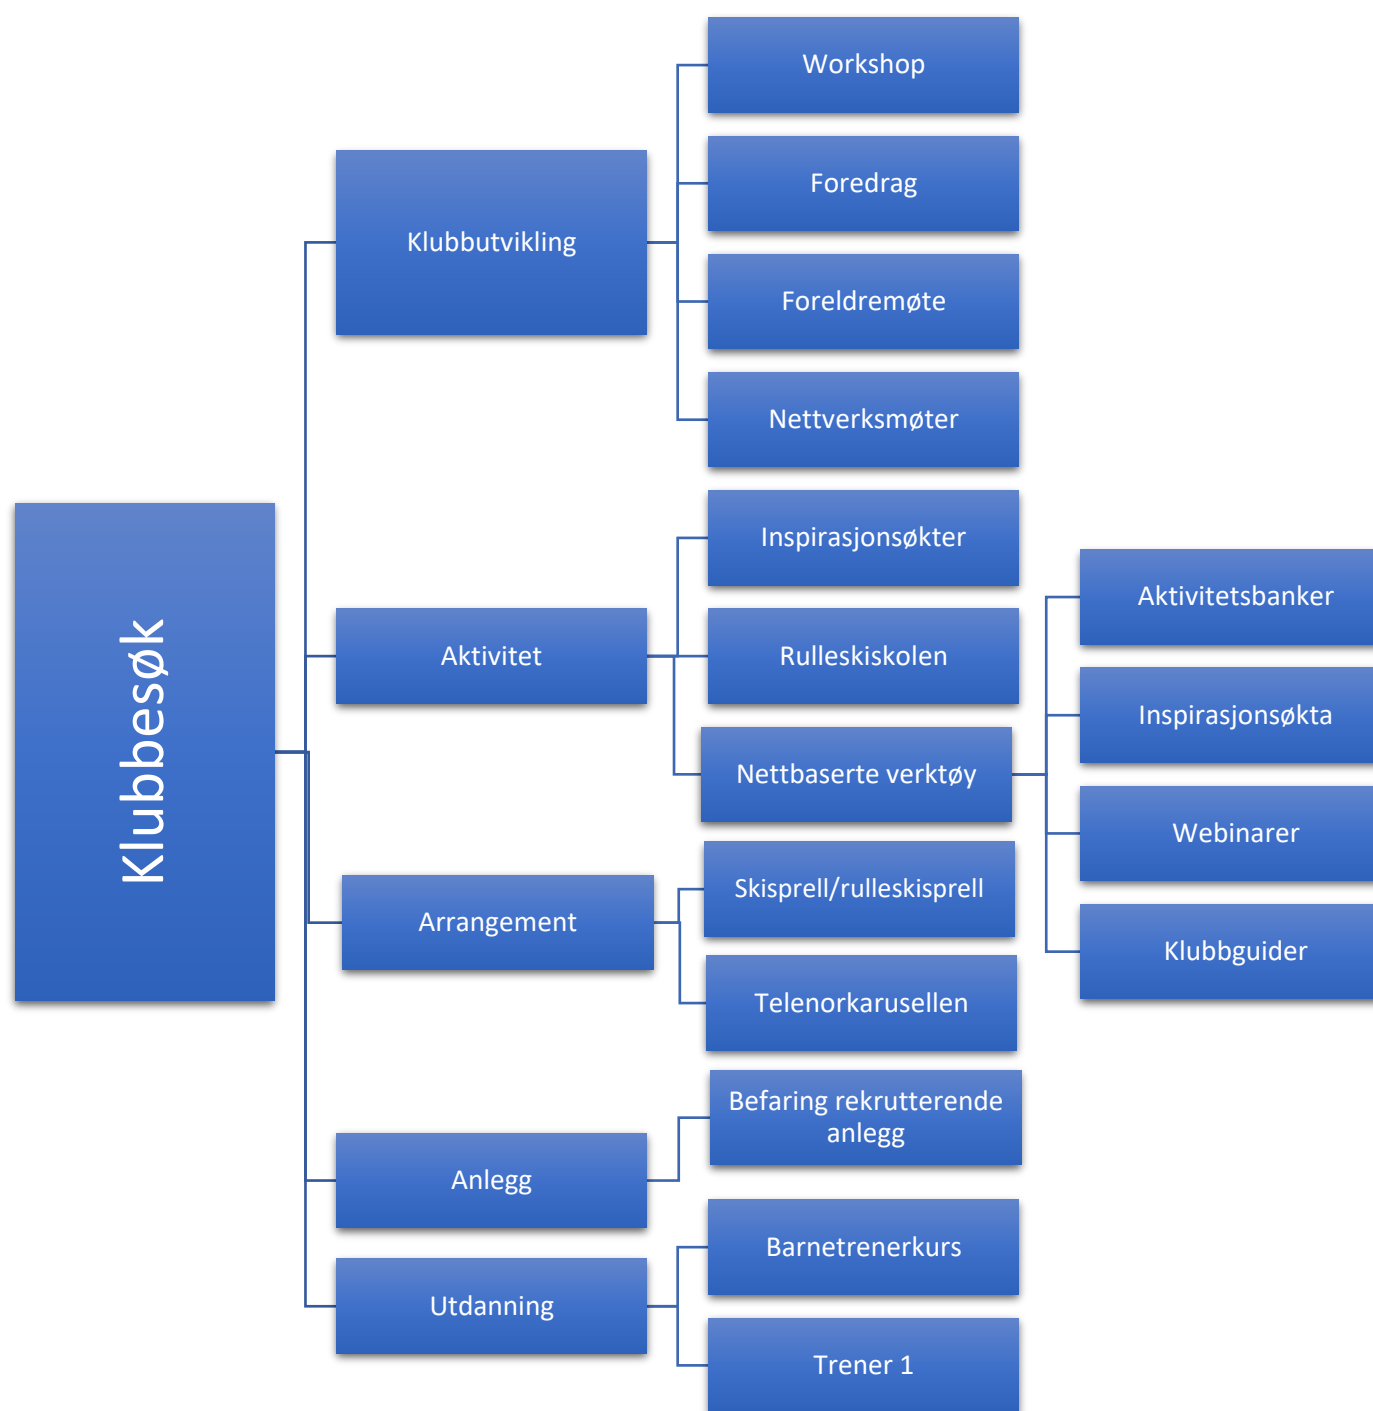 Klubbesøk
Klubbutvikling
Workshop
Foredrag
Foreldremøte
Nettverksmøter
Aktivitet
Inspirasjonsøkter
Rulleskiskolen
Nettbaserte verktøy
Aktivitetsbanker
Inspirasjonsøkta
Webinarer
Klubbguider
Arrangement
Skisprell/rulleskisprell
Telenorkarusellen
Anlegg
Befaring rekrutterende
anlegg
Utdanning
Barnetrenerkurs
Trener 1